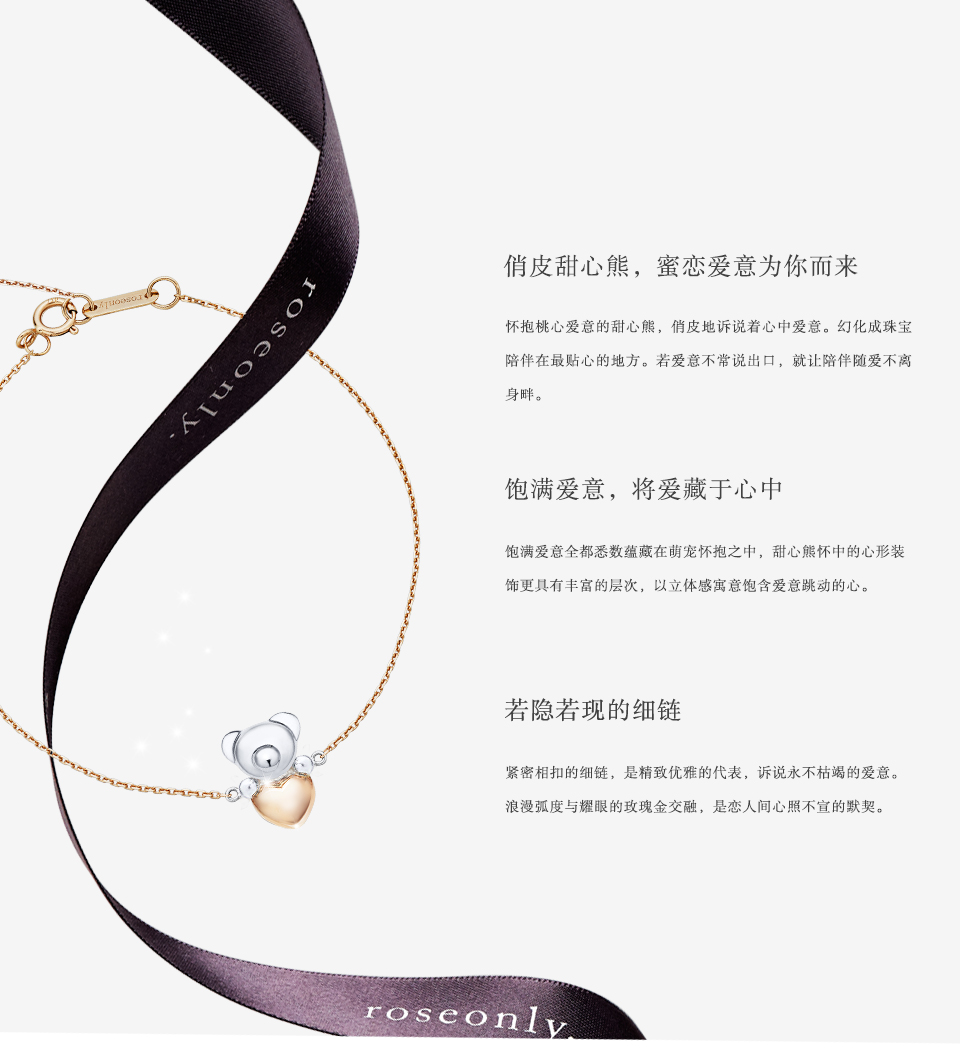 roseonly
roseonly.
俏皮甜心熊，蜜恋爱意为你而来
怀抱桃心爱意的甜心熊，俏皮地诉说着心中爱意。幻化成珠宝
陪伴在最贴心的地方。若爱意不常说出口，就让陪伴随爱不离
身畔。
饱满爱意，将爱藏于心中
饱满爱意全都悉数蕴藏在萌宠怀抱之中，甜心熊怀中的心形装
饰更具有丰富的层次，以立体感寓意饱含爱意跳动的心。
若隐若现的细链
紧密相扣的细链，是精致优雅的代表，诉说永不枯竭的爱意。
浪漫弧度与耀眼的玫瑰金交融，是恋人间心照不宣的默契。
roseonly.